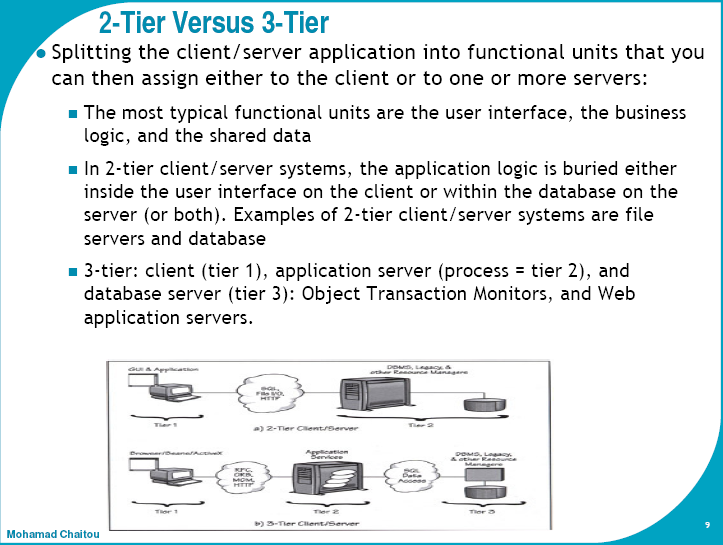 2-Tier Versus 3-Tier
Splitting the client/server application into functional units that you
can then assign either to the client or to one or more servers:
The most typical functional units are the user interface, the business
logic, and the shared data
In 2-tier client/server systems, the application logic is buried either
inside the user interface on the client or within the database on the
server (or both). Examples of 2-tier client/server systems are file
servers and database
3-tier: client (tier 1), application server (process = tier 2), and
database server (tier 3): Object Transaction Monitors, and Web
application servers.
GUI & Application
DBMS, Legacy, &
other Resource Managers
SQL,
File I/O,
HTTP
Tier 1
Tier 2
a) 2-Tier Client/Server
Browser/Beans/ActiveX
Application
Services
DBMS, Legacy,
& other Resource
Managers
RPC,
ORB,
MOM,
HTTP
SQL
Data
Access
Tier 1
Tier 2
Tier 3
b) 3-Tier Client/Server
Mohamad Chaitou
9